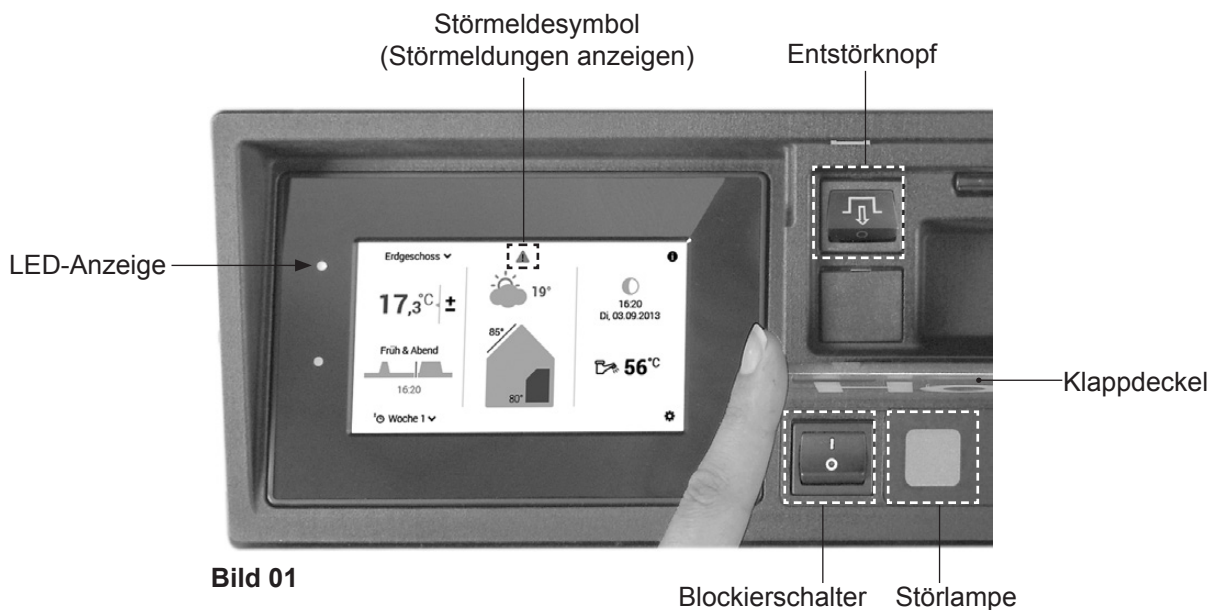 Störmeldesymbol
(Störmeldungen anzeigen)
Entstörknopf
LED-Anzeige
Erdgeschoss
17,3°C ±
19°
16:20
Di, 03.09.2013
85°
Früh & Abend
56°C
16:20
80°
Woche 1
Klappdeckel
I
O
Bild 01
Blockierschalter
Störlampe